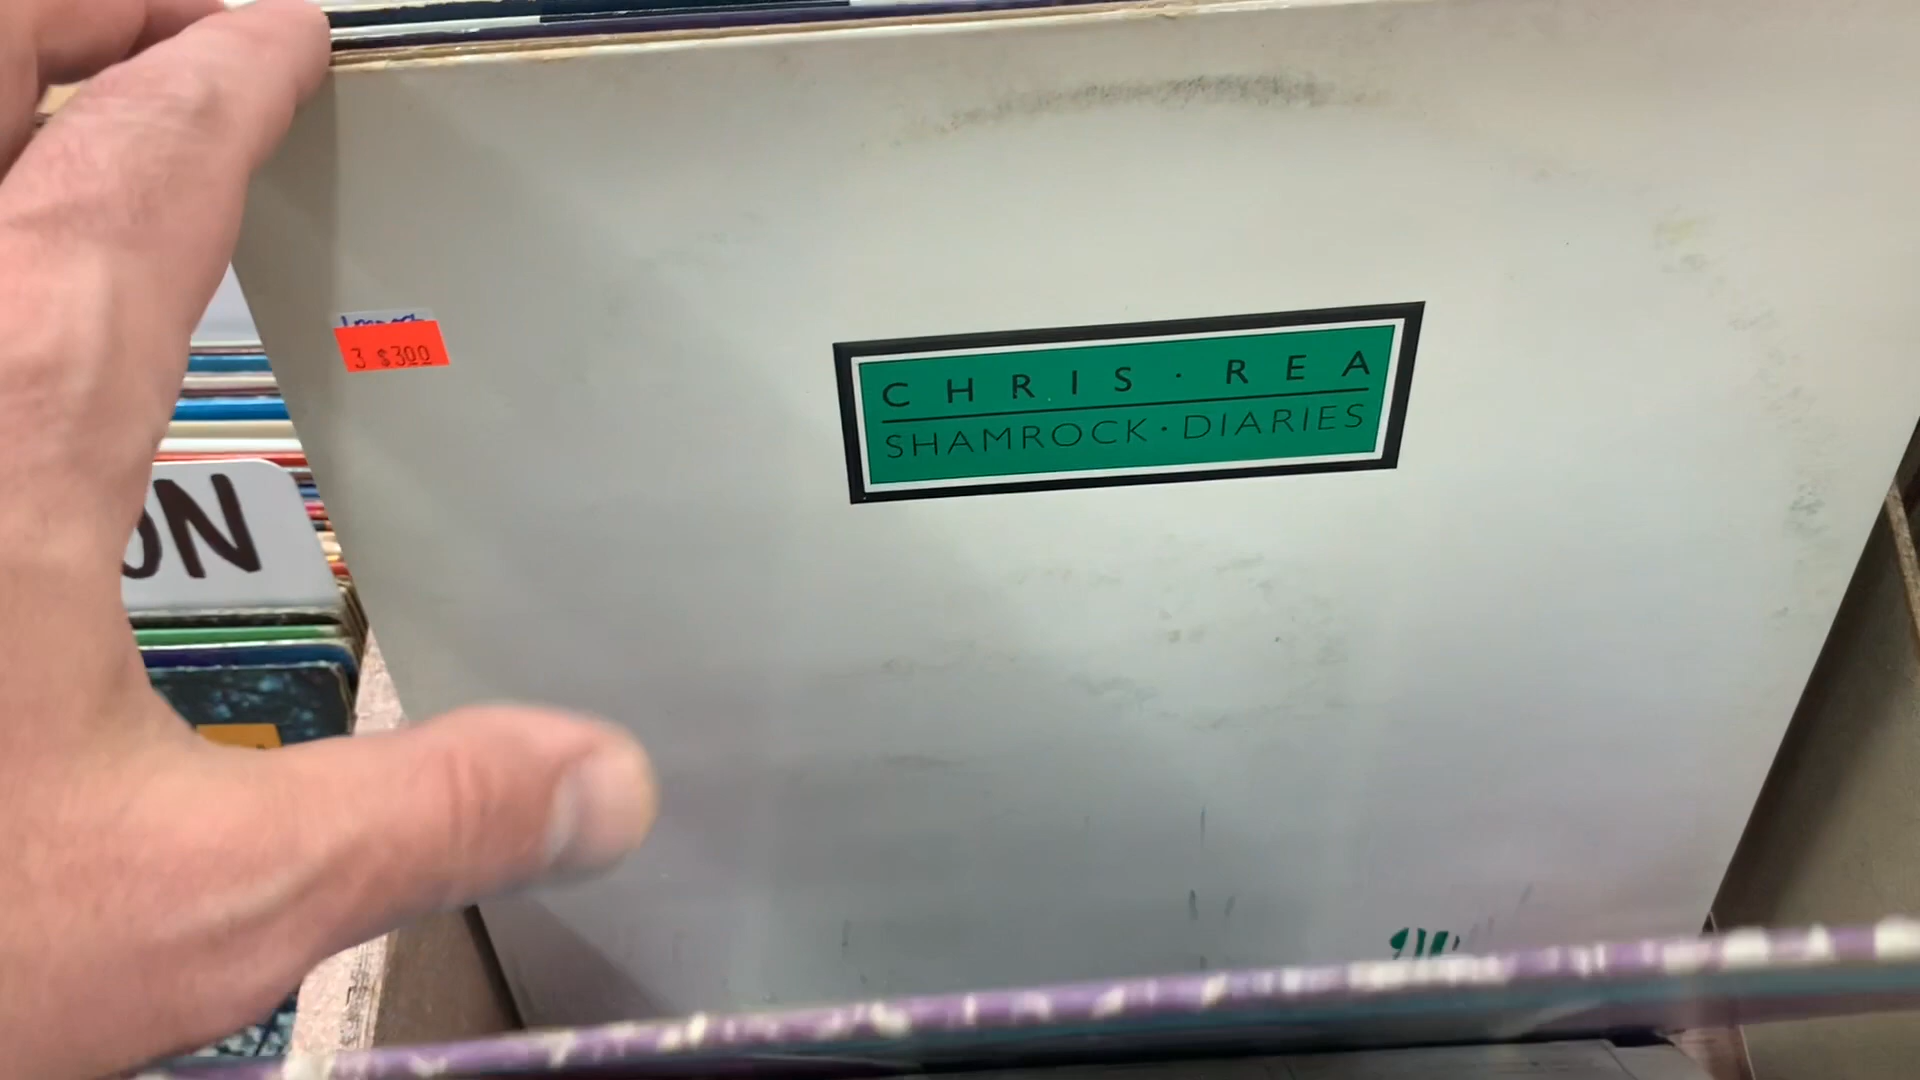 3 $300
CHRIS · REA
SHAMROCK · DIARIES
ON